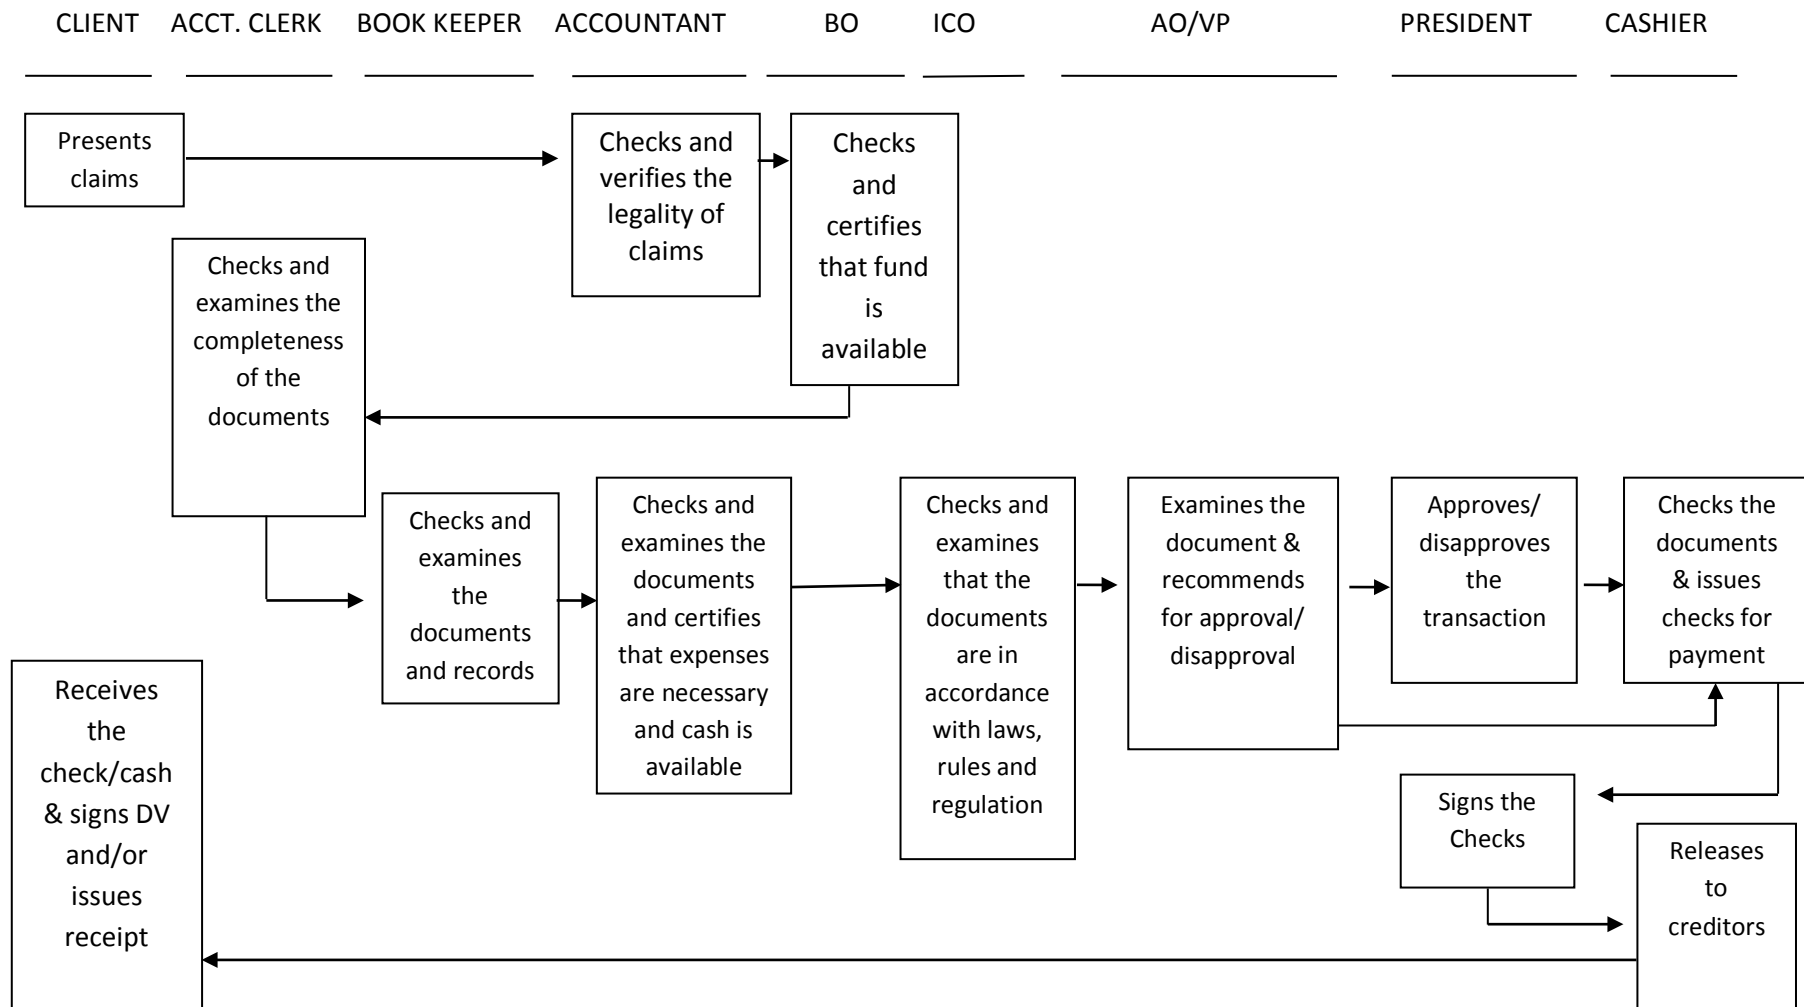 CLIENT ACCT. CLERK BOOK KEEPER ACCOUNTANT BO ICO AO/VP PRESIDENT CASHIER
Presents
claims
Checks and
verifies the
legality of
claims
Checks
and
certifies
that fund
is
available
Checks and
examines the
completeness
of the
documents
Checks and
examines
the
documents
and records
Checks and
examines the
documents
and certifies
that expenses
are necessary
and cash is
available
Checks and
examines
that the
documents
are in
accordance
with laws,
rules and
regulation
Examines the
document &
recommends
for approval/
disapproval
Approves/
disapproves
the
transaction
Checks the
documents
& issues
checks for
payment
Signs the
Checks
Releases
to
creditors
Receives
the
check/cash
& signs DV
and/or
issues
receipt